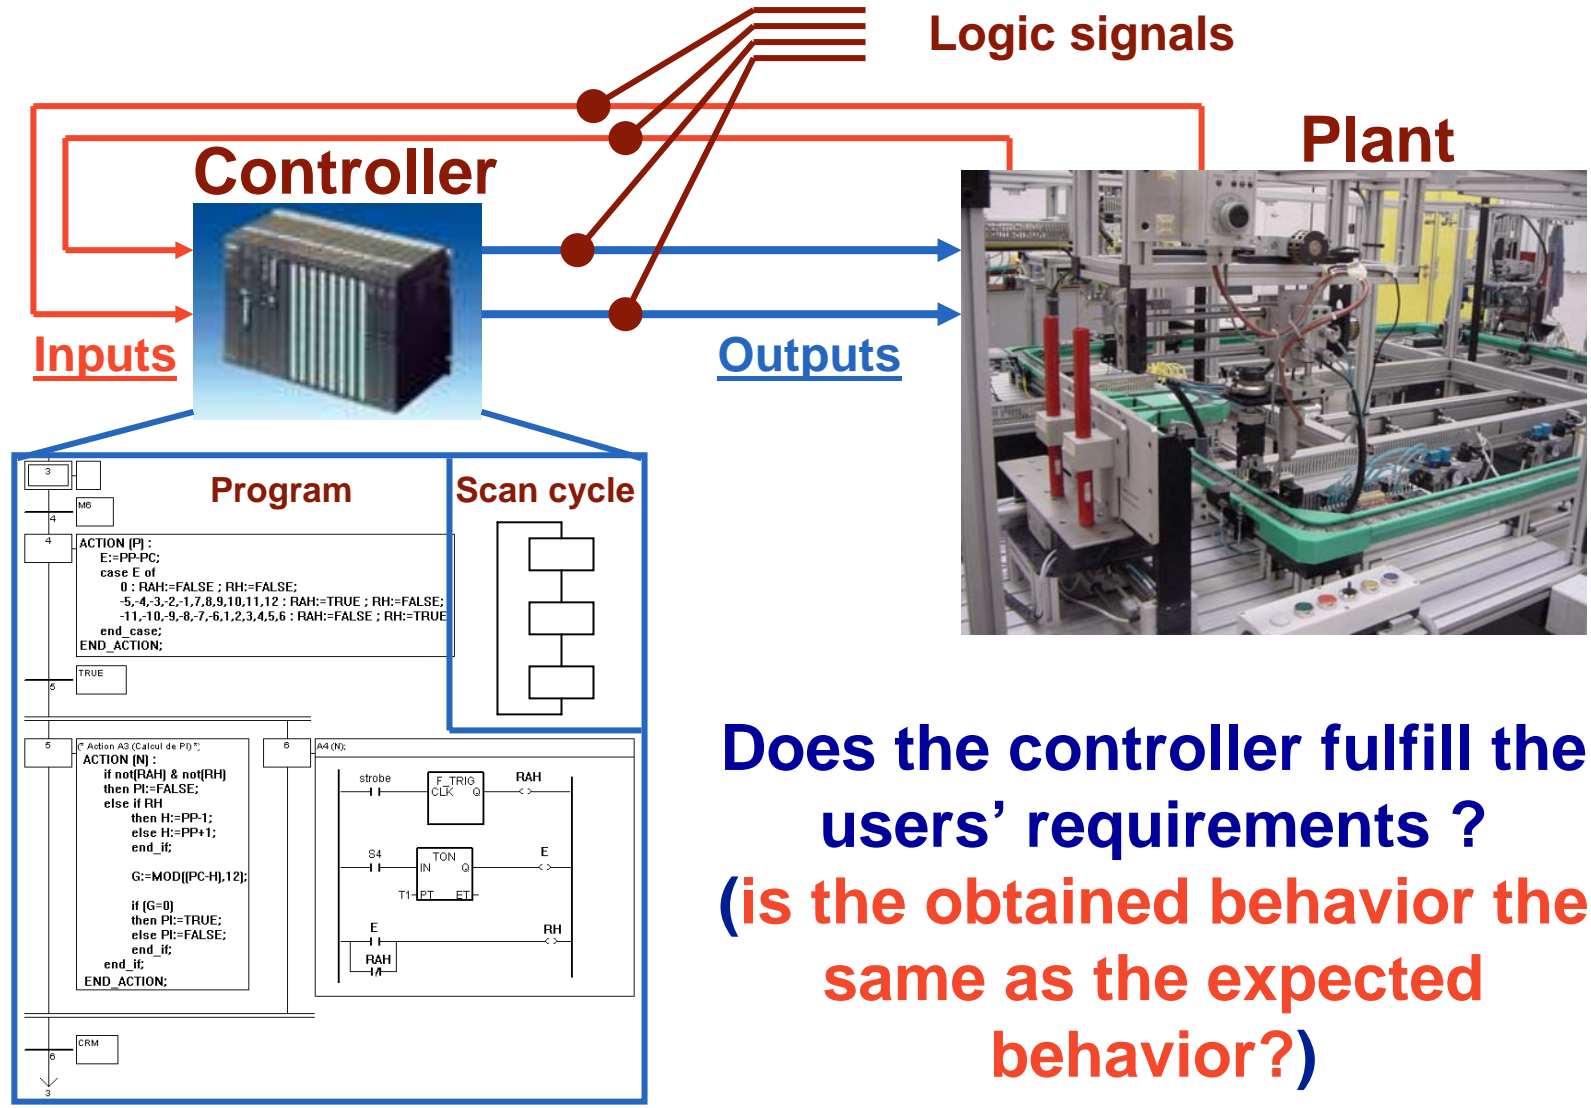 Logic signals
Plant
Controller
Inputs
Outputs
Program
Scan cycle
3
M6
4
4
ACTION (P) :
E:=PP-PC;
case E of
0 : RAH:=FALSE ; RH:=FALSE;
-5,-4,-3,-2,-1,7,8,9,10,11,12 : RAH:=TRUE ; RH:=FALSE;
-11,-10,-9,-8,-7,-6,1,2,3,4,5,6 : RAH:=FALSE ; RH:=TRUE
end_case;
END_ACTION;
TRUE
5
5
(* Action A3 (Calcul de PI) *)
ACTION (N) :
if not(RAH) & not(RH)
then PI:=FALSE;
else if RH
then H:=PP-1;
else H:=PP+1;
end_if;
G:=MOD((PC-H),12);
if (G=0)
then PI:=TRUE;
else PI:=FALSE;
end_if;
end_if;
END_ACTION;
6
A4 (N);
strobe
F_TRIG
CLK Q
RAH
S4
TON
IN Q
E
T1
PT ET
E
RH
RAH
CRM
6
3
Does the controller fulfill the
users’ requirements ?
(is the obtained behavior the
same as the expected
behavior?)